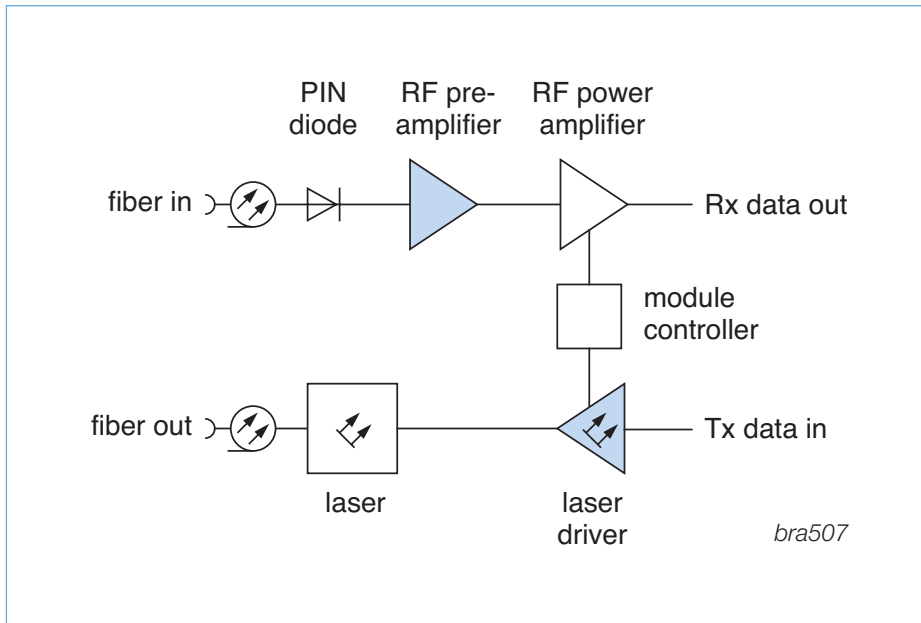 PIN
diode
RF pre-
amplifier
RF power
amplifier
fiber in
Rx data out
module
controller
fiber out
Tx data in
laser
laser
driver
bra507